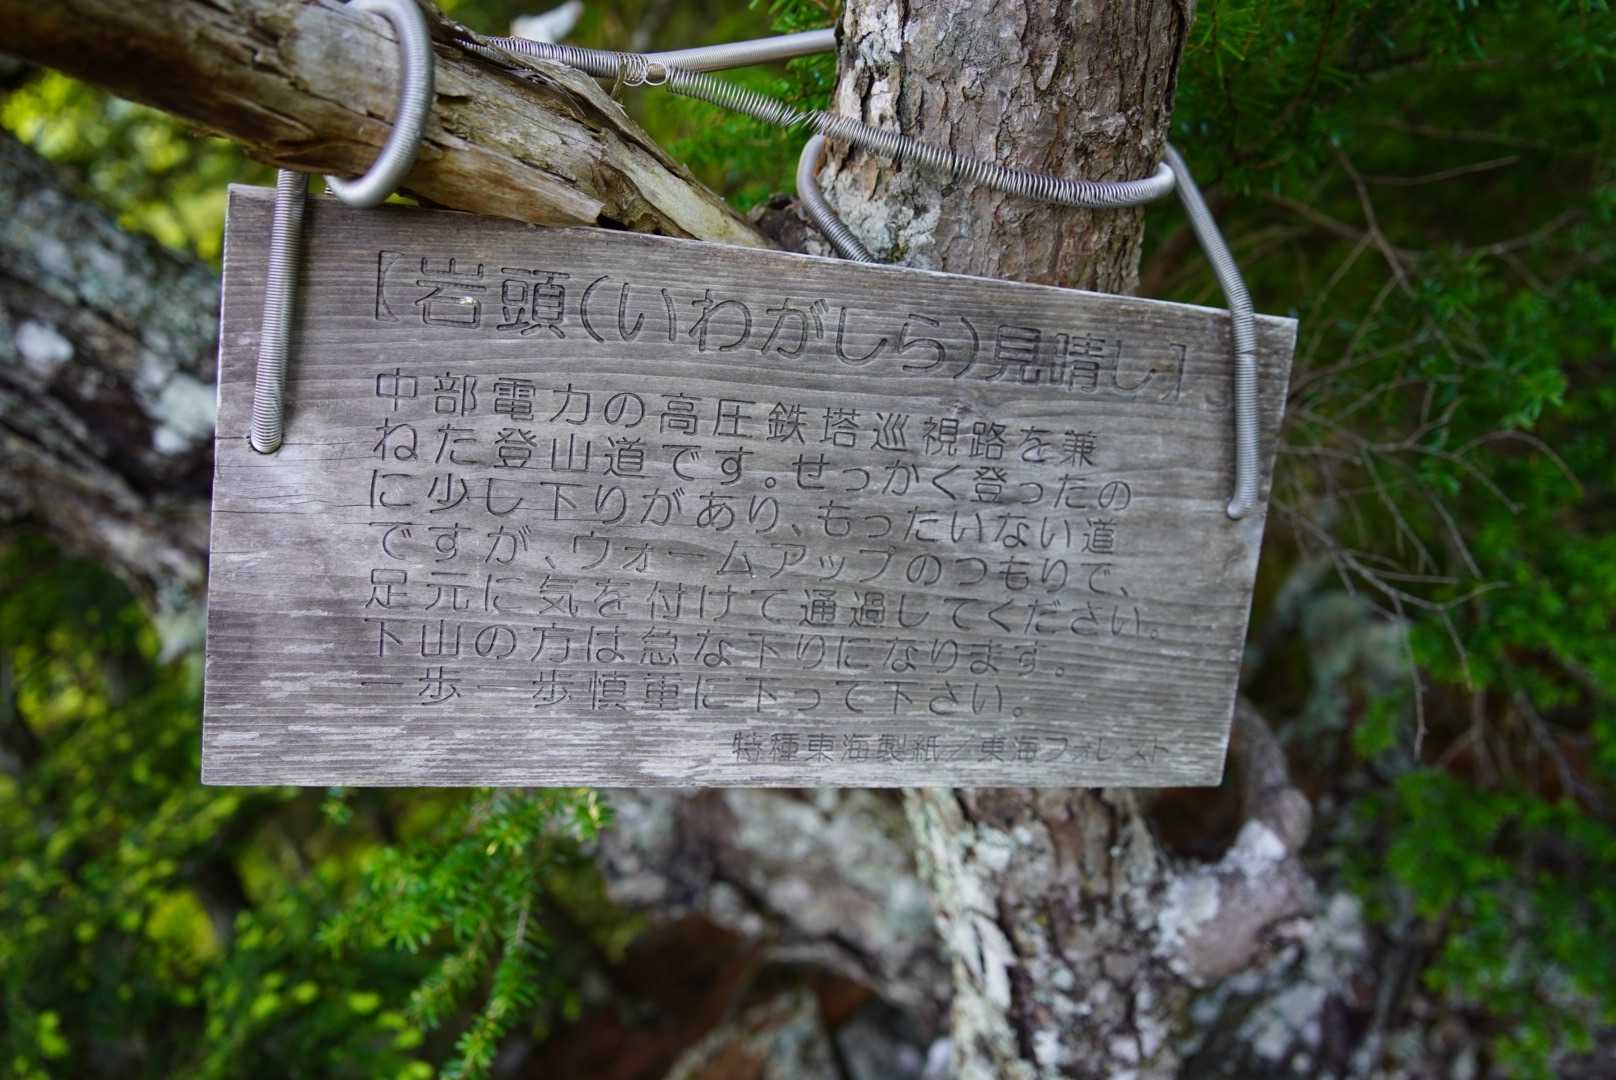 【岩頭(いわがしら)見晴し】
中部電力の高圧鉄塔巡視路を兼
ねた登山道です。せっかく登ったの
に少し下りがあり、もったいない道
ですが、ウォームアップのつもりで、
足元に気を付けて通過してください。
下山の方は急な下りになります。
一歩一歩慎重に下って下さい。
特種東海製紙/東海フォレスト